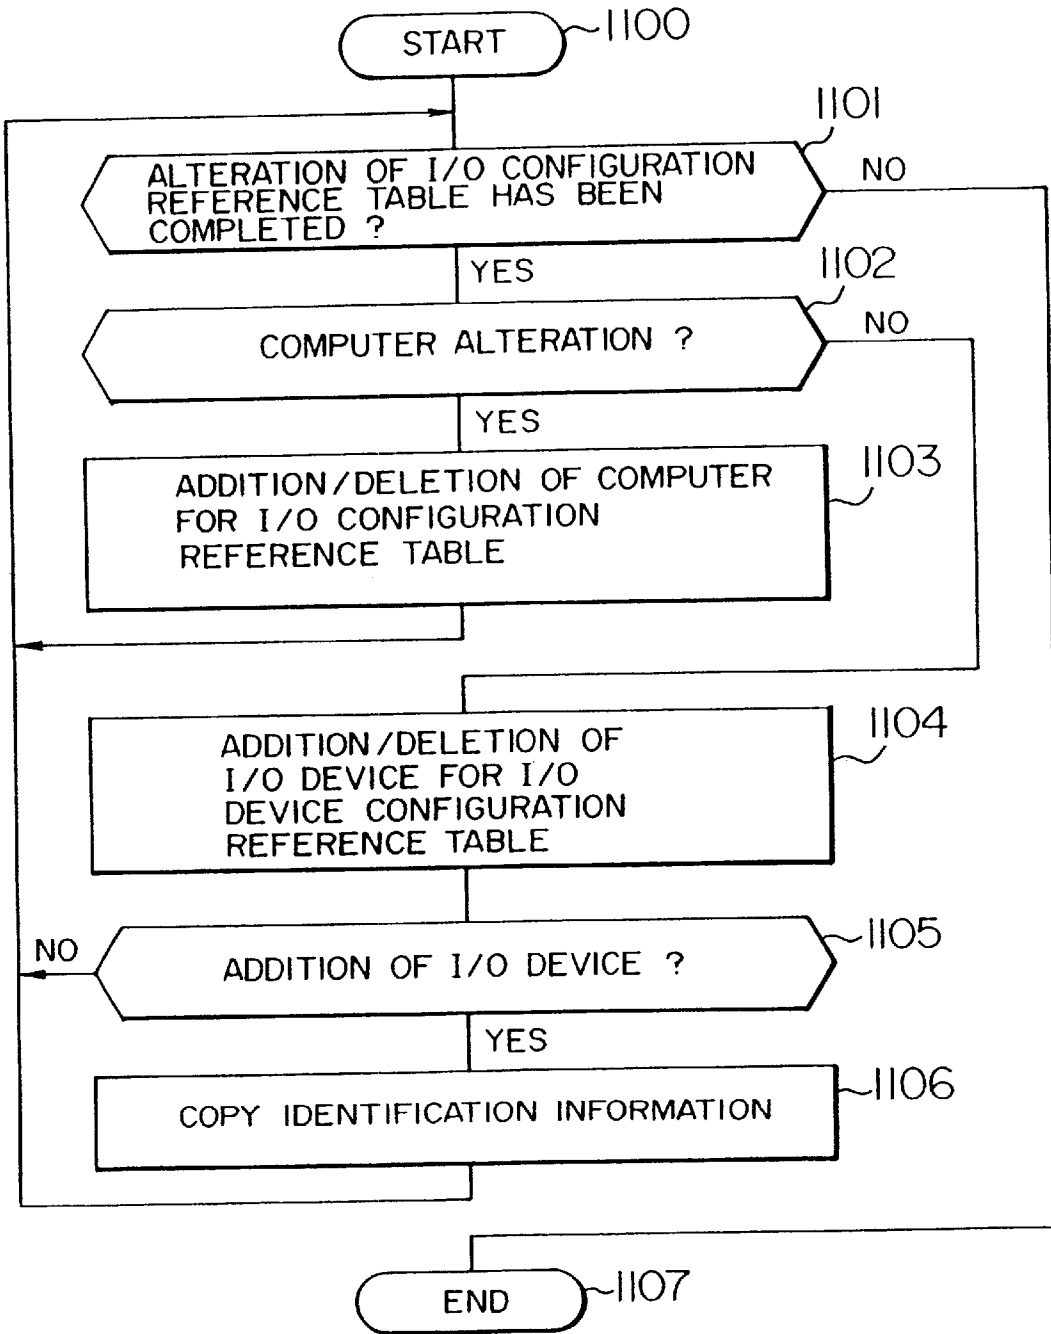 START
1100
1101
ALTERATION OF I/O CONFIGURATION
REFERENCE TABLE HAS BEEN
COMPLETED ?
NO
YES
1102
COMPUTER ALTERATION ?
NO
YES
1103
ADDITION/DELETION OF COMPUTER
FOR I/O CONFIGURATION
REFERENCE TABLE
1104
ADDITION/DELETION OF
I/O DEVICE FOR I/O
DEVICE CONFIGURATION
REFERENCE TABLE
1105
NO
ADDITION OF I/O DEVICE ?
YES
1106
COPY IDENTIFICATION INFORMATION
END
1107